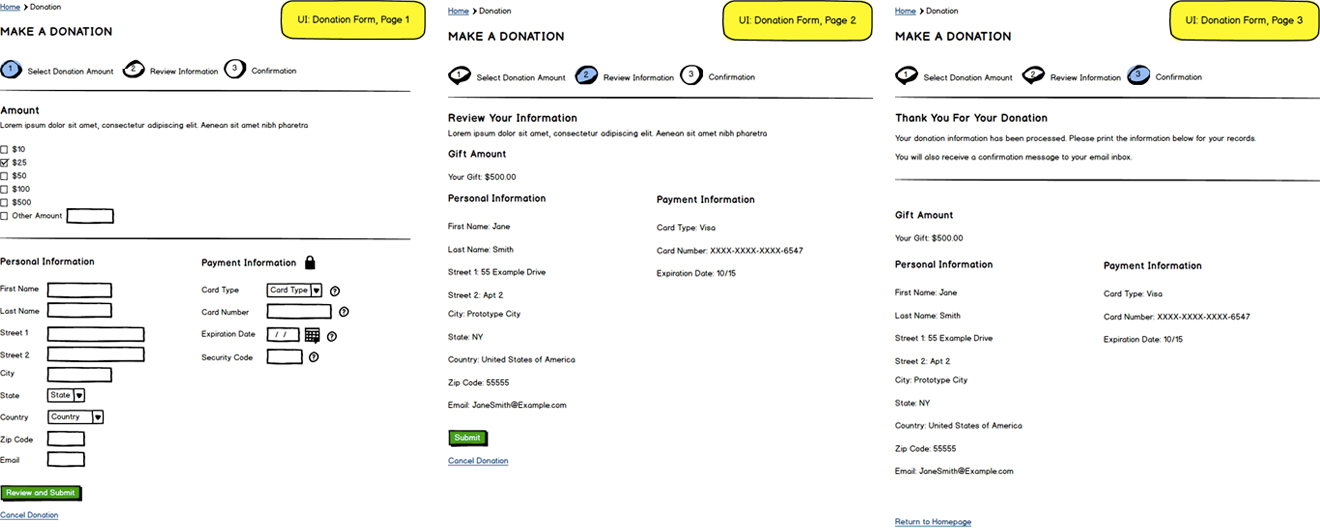 Home > Donation
UI: Donation Form, Page 1
MAKE A DONATION
1 Select Donation Amount 2 Review Information 3 Confirmation
Amount
Lorem ipsum dolor sit amet, consectetur adipiscing elit. Aenean sit amet nibh pharetra
$10
$25
$50
$100
$500
Other Amount
Personal Information
First Name
Last Name
Street 1
Street 2
City
State State
Country Country
Zip Code
Email
Payment Information
Card Type Card Type ?
Card Number ?
Expiration Date / / ?
Security Code ?
Review and Submit
Cancel Donation
Home > Donation
UI: Donation Form, Page 2
MAKE A DONATION
1 Select Donation Amount 2 Review Information 3 Confirmation
Review Your Information
Lorem ipsum dolor sit amet, consectetur adipiscing elit. Aenean sit amet nibh pharetra
Gift Amount
Your Gift: $500.00
Personal Information
First Name: Jane
Last Name: Smith
Street 1: 55 Example Drive
Street 2: Apt 2
City: Prototype City
State: NY
Country: United States of America
Zip Code: 55555
Email: JaneSmith@Example.com
Payment Information
Card Type: Visa
Card Number: XXXX-XXXX-XXXX-6547
Expiration Date: 10/15
Submit
Cancel Donation
Home > Donation
UI: Donation Form, Page 3
MAKE A DONATION
1 Select Donation Amount 2 Review Information 3 Confirmation
Thank You For Your Donation
Your donation information has been processed. Please print the information below for your records.
You will also receive a confirmation message to your email inbox.
Gift Amount
Your Gift: $500.00
Personal Information
First Name: Jane
Last Name: Smith
Street 1: 55 Example Drive
Street 2: Apt 2
City: Prototype City
State: NY
Country: United States of America
Zip Code: 55555
Email: JaneSmith@Example.com
Payment Information
Card Type: Visa
Card Number: XXXX-XXXX-XXXX-6547
Expiration Date: 10/15
Return to Homepage